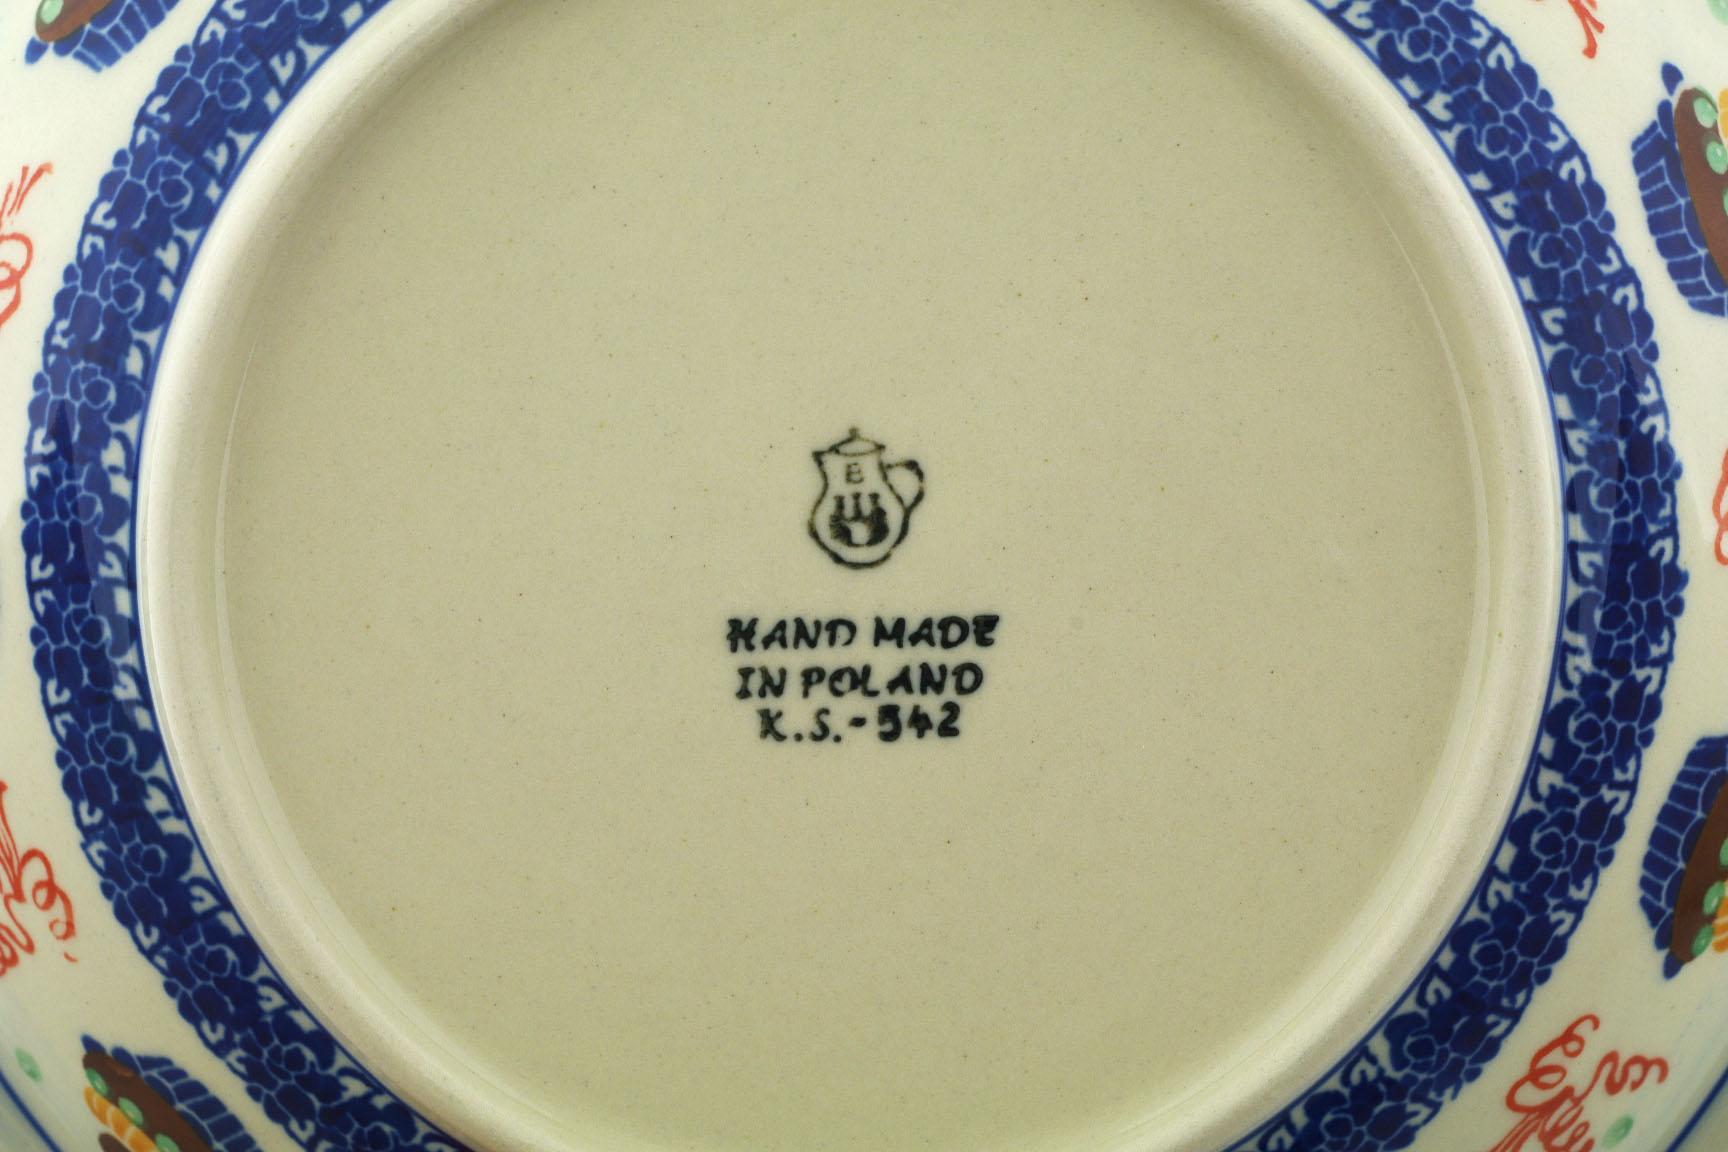 B
HAND MADE
IN POLAND
K.S.-542